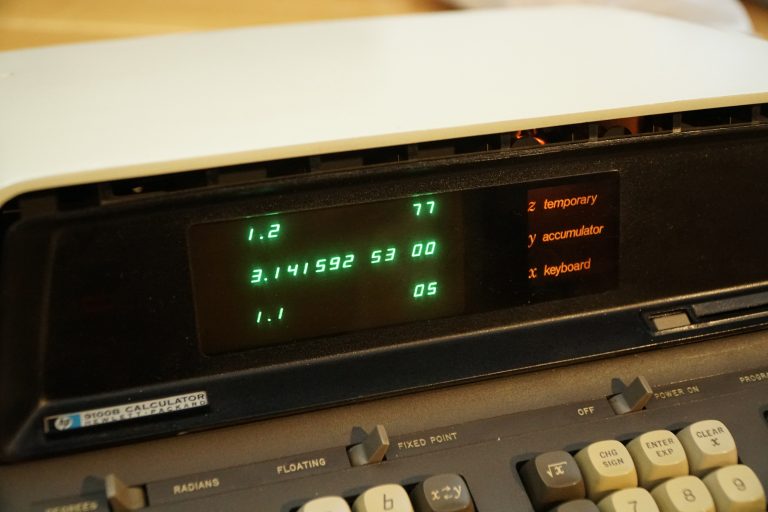 1.2 77
z temporary
3.141592 53 00
y accumulator
1.1 05
x keyboard
hp 9100B CALCULATOR
HEWLETT • PACKARD
OFF POWER ON
FLOATING FIXED POINT
RADIANS
√x CHG SIGN ENTER EXP CLEAR x
b x⇄y 7 8 9